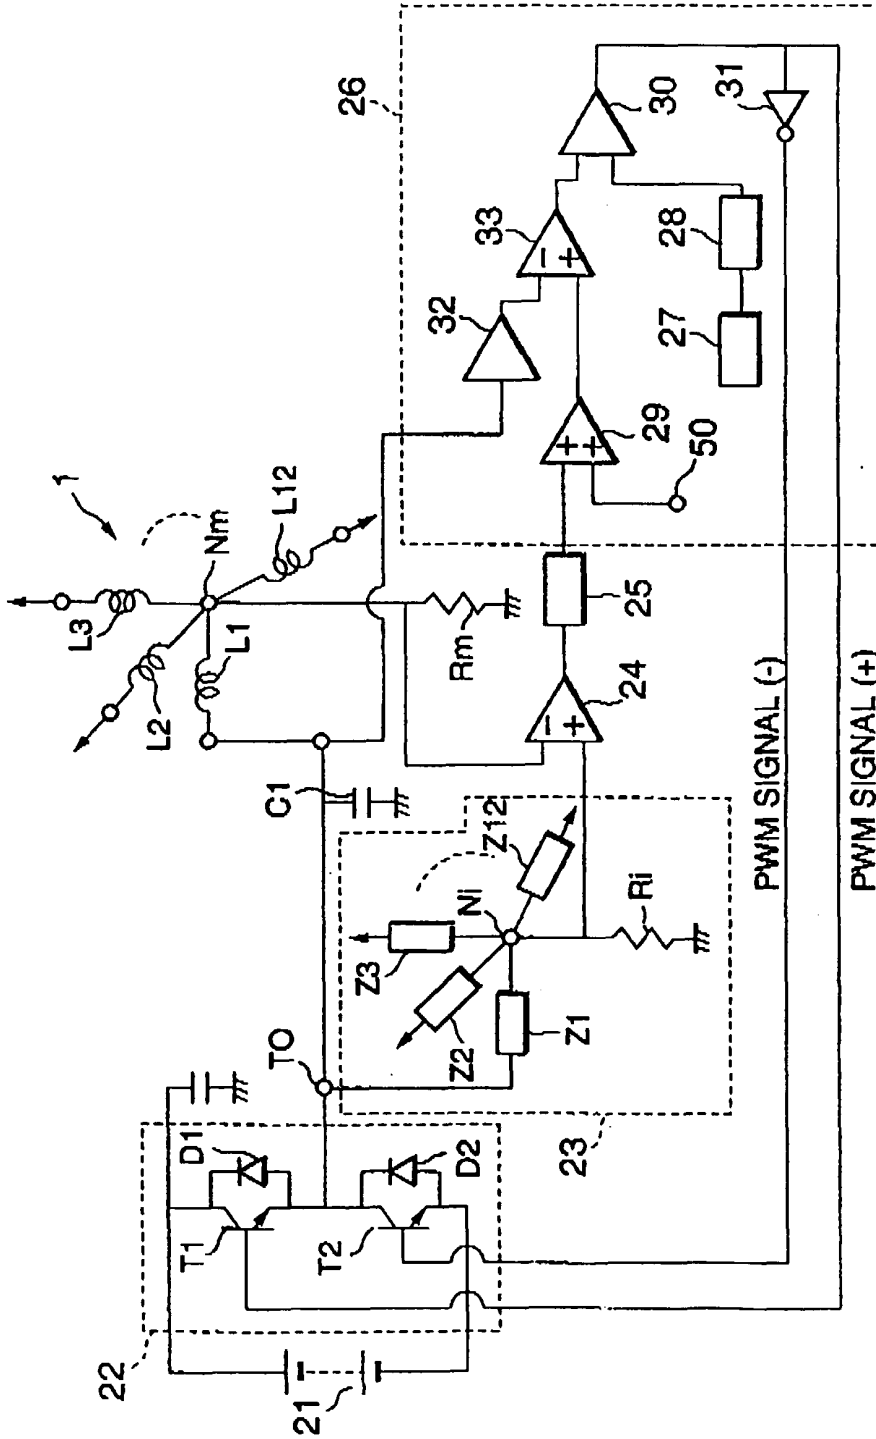 1
L3
Nm
L12
L2
L1
Rm
C1
TO
22
D1
T1
D2
T2
21
23
Z3
Z2
Z1
Z12
Ni
Ri
-
+
24
25
26
32
-
+
33
30
31
+
+
29
50
27
28
PWM SIGNAL (-)
PWM SIGNAL (+)